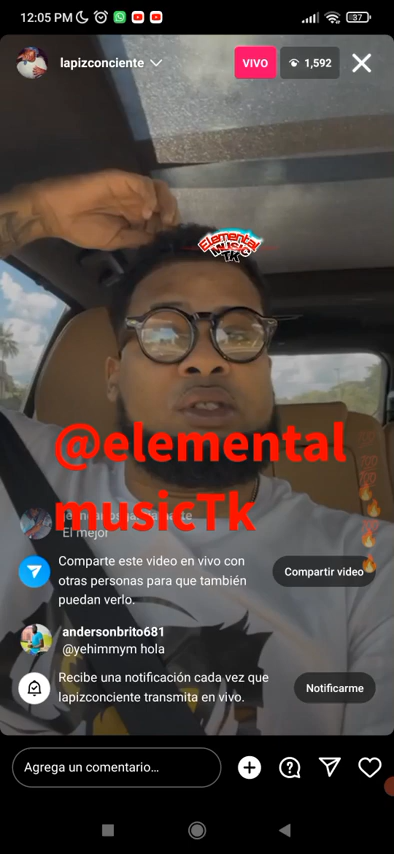 12:05 PM
37
lapizconciente
VIVO
1,592
Elemental
Music
TK
@elemental
musicTk
El mejor
Comparte este video en vivo con
otras personas para que también
puedan verlo.
Compartir video
andersonbrito681
@yehimmym hola
Recibe una notificación cada vez que
lapizconciente transmita en vivo.
Notificarme
Agrega un comentario...